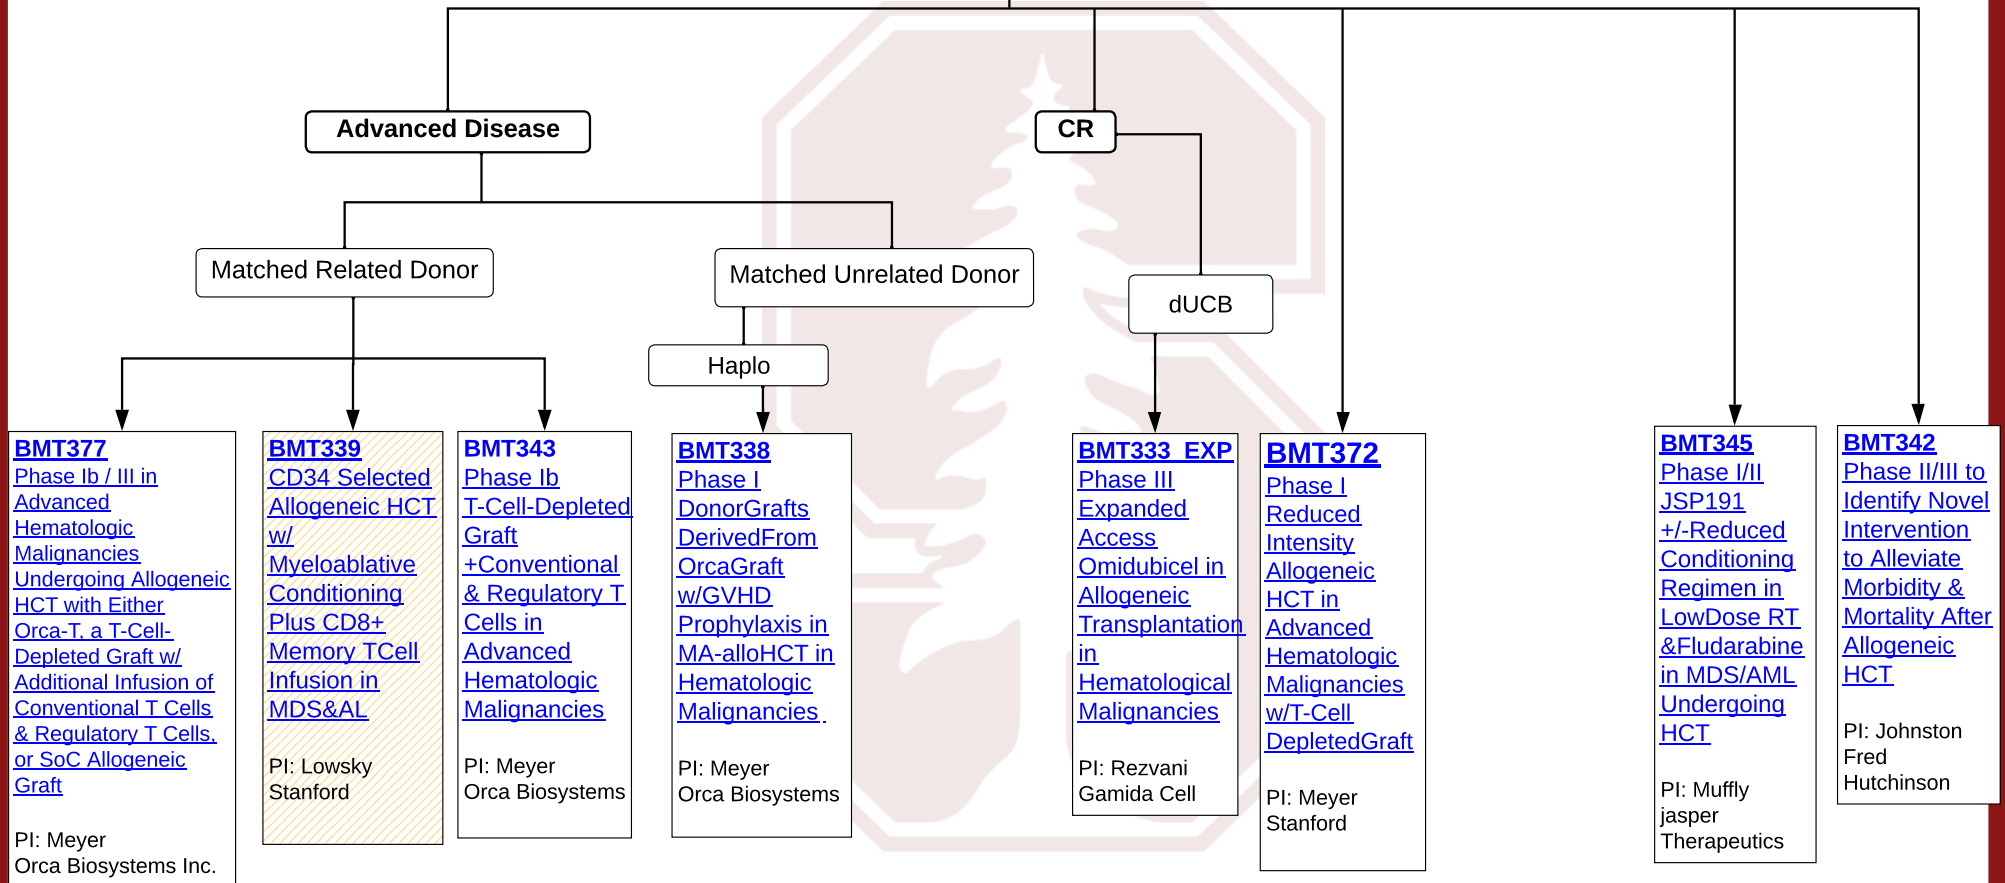 Advanced Disease
CR
Matched Related Donor
Matched Unrelated Donor
dUCB
Haplo
BMT377
Phase Ib / III in
Advanced
Hematologic
Malignancies
Undergoing Allogeneic
HCT with Either
Orca-T, a T-Cell-
Depleted Graft w/
Additional Infusion of
Conventional T Cells
& Regulatory T Cells,
or SoC Allogeneic
Graft
PI: Meyer
Orca Biosystems Inc.
BMT339
CD34 Selected
Allogeneic HCT
w/
Myeloablative
Conditioning
Plus CD8+
Memory TCell
Infusion in
MDS&AL
PI: Lowsky
Stanford
BMT343
Phase Ib
T-Cell-Depleted
Graft
+Conventional
& Regulatory T
Cells in
Advanced
Hematologic
Malignancies
PI: Meyer
Orca Biosystems
BMT338
Phase I
DonorGrafts
DerivedFrom
OrcaGraft
w/GVHD
Prophylaxis in
MA-alloHCT in
Hematologic
Malignancies
PI: Meyer
Orca Biosystems
BMT333_EXP
Phase III
Expanded
Access
Omidubicel in
Allogeneic
Transplantation
in
Hematological
Malignancies
PI: Rezvani
Gamida Cell
BMT372
Phase I
Reduced
Intensity
Allogeneic
HCT in
Advanced
Hematologic
Malignancies
w/T-Cell
DepletedGraft
PI: Meyer
Stanford
BMT345
Phase I/II
JSP191
+/-Reduced
Conditioning
Regimen in
LowDose RT
&Fludarabine
in MDS/AML
Undergoing
HCT
PI: Muffly
jasper
Therapeutics
BMT342
Phase II/III to
Identify Novel
Intervention
to Alleviate
Morbidity &
Mortality After
Allogeneic
HCT
PI: Johnston
Fred
Hutchinson